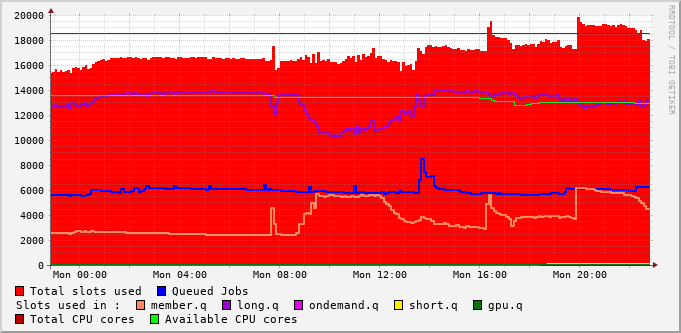 20000
18000
16000
14000
12000
10000
8000
6000
4000
2000
0
Mon 00:00 Mon 04:00 Mon 08:00 Mon 12:00 Mon 16:00 Mon 20:00
RRDTOOL / TOBI OETIKER
Total slots used Queued Jobs
Slots used in : member.q long.q ondemand.q short.q gpu.q
Total CPU cores Available CPU cores